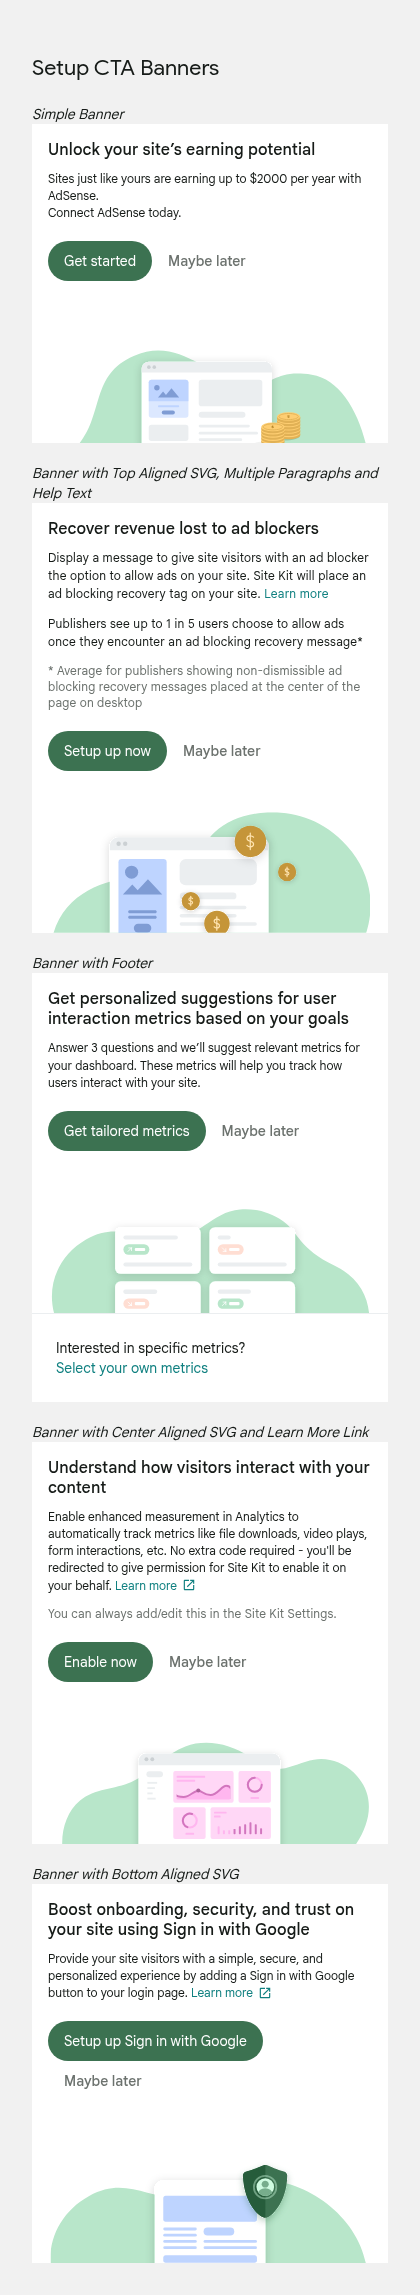 Setup CTA Banners
Simple Banner
Unlock your site’s earning potential
Sites just like yours are earning up to $2000 per year with
AdSense.
Connect AdSense today.
Get started
Maybe later
Banner with Top Aligned SVG, Multiple Paragraphs and
Help Text
Recover revenue lost to ad blockers
Display a message to give site visitors with an ad blocker
the option to allow ads on your site. Site Kit will place an
ad blocking recovery tag on your site. Learn more
Publishers see up to 1 in 5 users choose to allow ads
once they encounter an ad blocking recovery message*
* Average for publishers showing non-dismissible ad
blocking recovery messages placed at the center of the
page on desktop
Setup up now
Maybe later
$
$
$
$
Banner with Footer
Get personalized suggestions for user
interaction metrics based on your goals
Answer 3 questions and we’ll suggest relevant metrics for
your dashboard. These metrics will help you track how
users interact with your site.
Get tailored metrics
Maybe later
Interested in specific metrics?
Select your own metrics
Banner with Center Aligned SVG and Learn More Link
Understand how visitors interact with your
content
Enable enhanced measurement in Analytics to
automatically track metrics like file downloads, video plays,
form interactions, etc. No extra code required - you’ll be
redirected to give permission for Site Kit to enable it on
your behalf. Learn more
You can always add/edit this in the Site Kit Settings.
Enable now
Maybe later
Banner with Bottom Aligned SVG
Boost onboarding, security, and trust on
your site using Sign in with Google
Provide your site visitors with a simple, secure, and
personalized experience by adding a Sign in with Google
button to your login page. Learn more
Setup up Sign in with Google
Maybe later